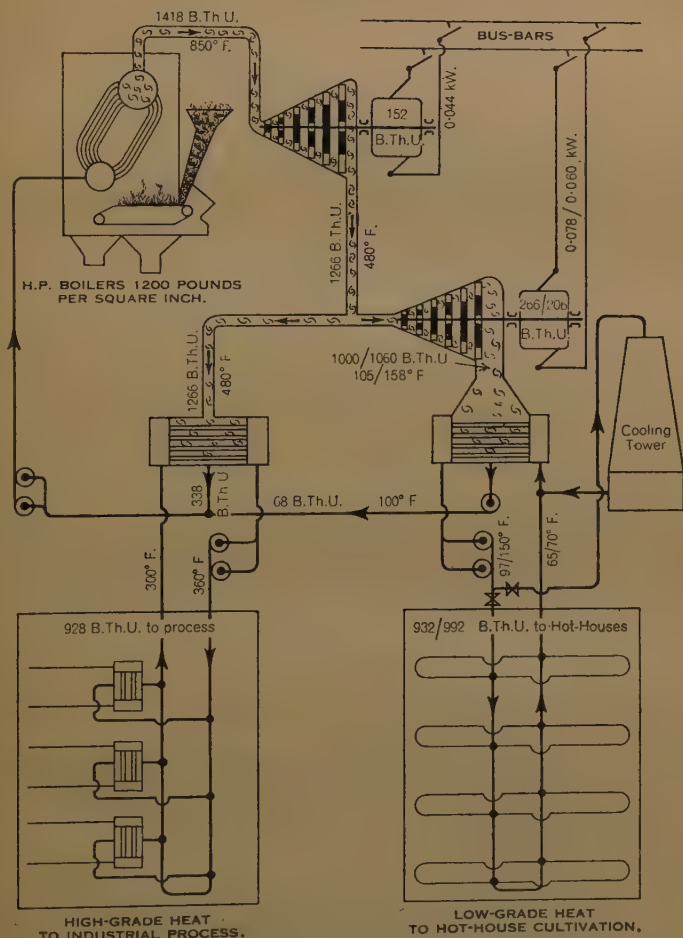 1418 B.Th.U.
850° F.
BUS-BARS
152
B.Th.U.
0·044 kW.
0·078/0·060 kW.
H.P. BOILERS 1200 POUNDS
PER SQUARE INCH.
1266 B.Th.U.
480° F.
266/206
B.Th.U.
1000/1060 B.Th.U
105/158° F
1266 B.Th.U.
480° F
Cooling
Tower
338
B.Th.U
68 B.Th.U.
100° F
300° F.
360° F.
97/150° F.
65/70° F.
928 B.Th.U. to process
932/992 B.Th.U. to Hot-Houses
HIGH-GRADE HEAT
TO INDUSTRIAL PROCESS.
LOW-GRADE HEAT
TO HOT-HOUSE CULTIVATION.